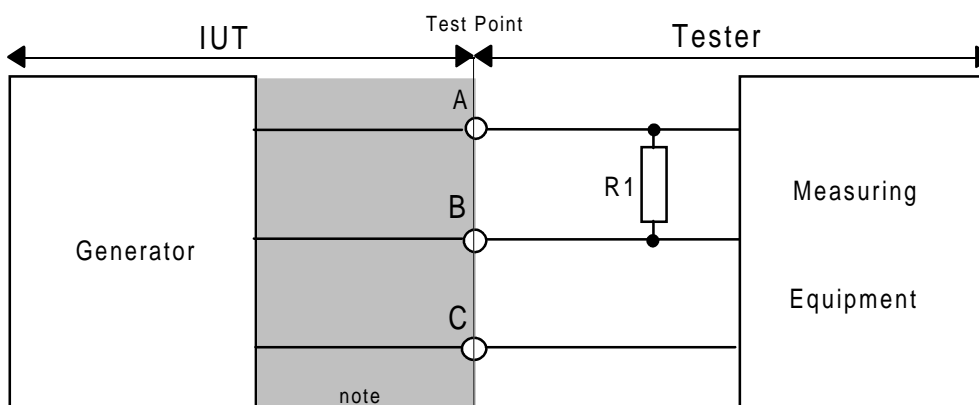 IUT
Test Point
Tester
A
R1
B
Measuring
Generator
Equipment
C
note